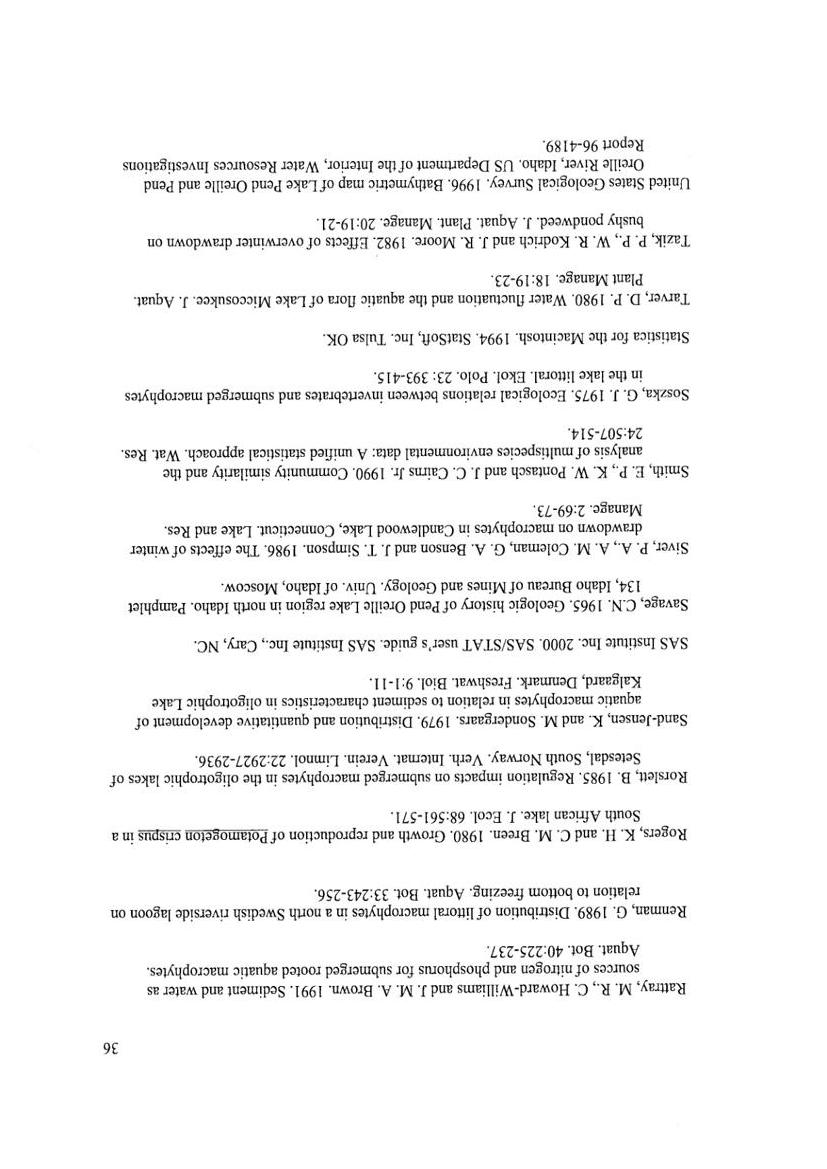 36
Rattray, M. R., C. Howard-Williams and J. M. A. Brown. 1991. Sediment and water as
sources of nitrogen and phosphorus for submerged rooted aquatic macrophytes.
Aquat. Bot. 40:225-237.
Renman, G. 1989. Distribution of littoral macrophytes in a north Swedish riverside lagoon on
relation to bottom freezing. Aquat. Bot. 33:243-256.
Rogers, K. H. and C. M. Breen. 1980. Growth and reproduction of Potamogeton crispus in a
South African lake. J. Ecol. 68:561-571.
Rorslett, B. 1985. Regulation impacts on submerged macrophytes in the oligotrophic lakes of
Setesdal, South Norway. Verh. Internat. Verein. Limnol. 22:2927-2936.
Sand-Jensen, K. and M. Sondergaars. 1979. Distribution and quantitative development of
aquatic macrophytes in relation to sediment characteristics in oligotrophic Lake
Kalgaard, Denmark. Freshwat. Biol. 9:1-11.
SAS Institute Inc. 2000. SAS/STAT user's guide. SAS Institute Inc., Cary, NC.
Savage, C.N. 1965. Geologic history of Pend Oreille Lake region in north Idaho. Pamphlet
134, Idaho Bureau of Mines and Geology. Univ. of Idaho, Moscow.
Siver, P. A., A. M. Coleman, G. A. Benson and J. T. Simpson. 1986. The effects of winter
drawdown on macrophytes in Candlewood Lake, Connecticut. Lake and Res.
Manage. 2:69-73.
Smith, E. P., K. W. Pontasch and J. C. Cairns Jr. 1990. Community similarity and the
analysis of multispecies environmental data: A unified statistical approach. Wat. Res.
24:507-514.
Soszka, G. J. 1975. Ecological relations between invertebrates and submerged macrophytes
in the lake littoral. Ekol. Polo. 23: 393-415.
Statistica for the Macintosh. 1994. StatSoft, Inc. Tulsa OK.
Tarver, D. P. 1980. Water fluctuation and the aquatic flora of Lake Miccosukee. J. Aquat.
Plant Manage. 18:19-23.
Tazik, P. P., W. R. Kodrich and J. R. Moore. 1982. Effects of overwinter drawdown on
bushy pondweed. J. Aquat. Plant. Manage. 20:19-21.
United States Geological Survey. 1996. Bathymetric map of Lake Pend Oreille and Pend
Oreille River, Idaho. US Department of the Interior, Water Resources Investigations
Report 96-4189.